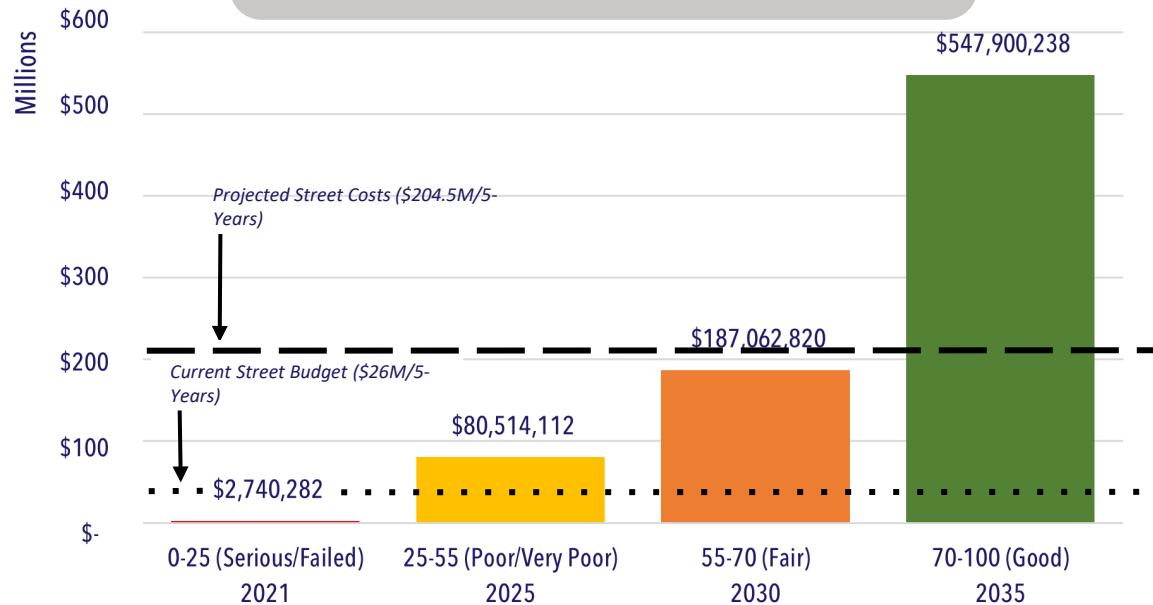 Millions
$600
$500
$400
$300
$200
$100
$-
$547,900,238
Projected Street Costs ($204.5M/5-
Years)
$187,062,820
Current Street Budget ($26M/5-
Years)
$80,514,112
$2,740,282
0-25 (Serious/Failed)
2021
25-55 (Poor/Very Poor)
2025
55-70 (Fair)
2030
70-100 (Good)
2035